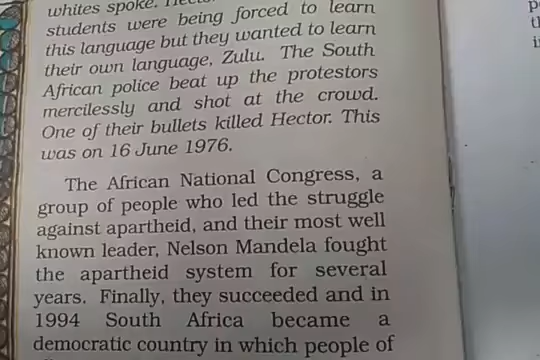 whites spoke.
students were being forced to learn
this language but they wanted to learn
their own language, Zulu. The South
African police beat up the protestors
mercilessly and shot at the crowd.
One of their bullets killed Hector. This
was on 16 June 1976.
The African National Congress, a
group of people who led the struggle
against apartheid, and their most well
known leader, Nelson Mandela fought
the apartheid system for several
years. Finally, they succeeded and in
1994 South Africa became a
democratic country in which people of